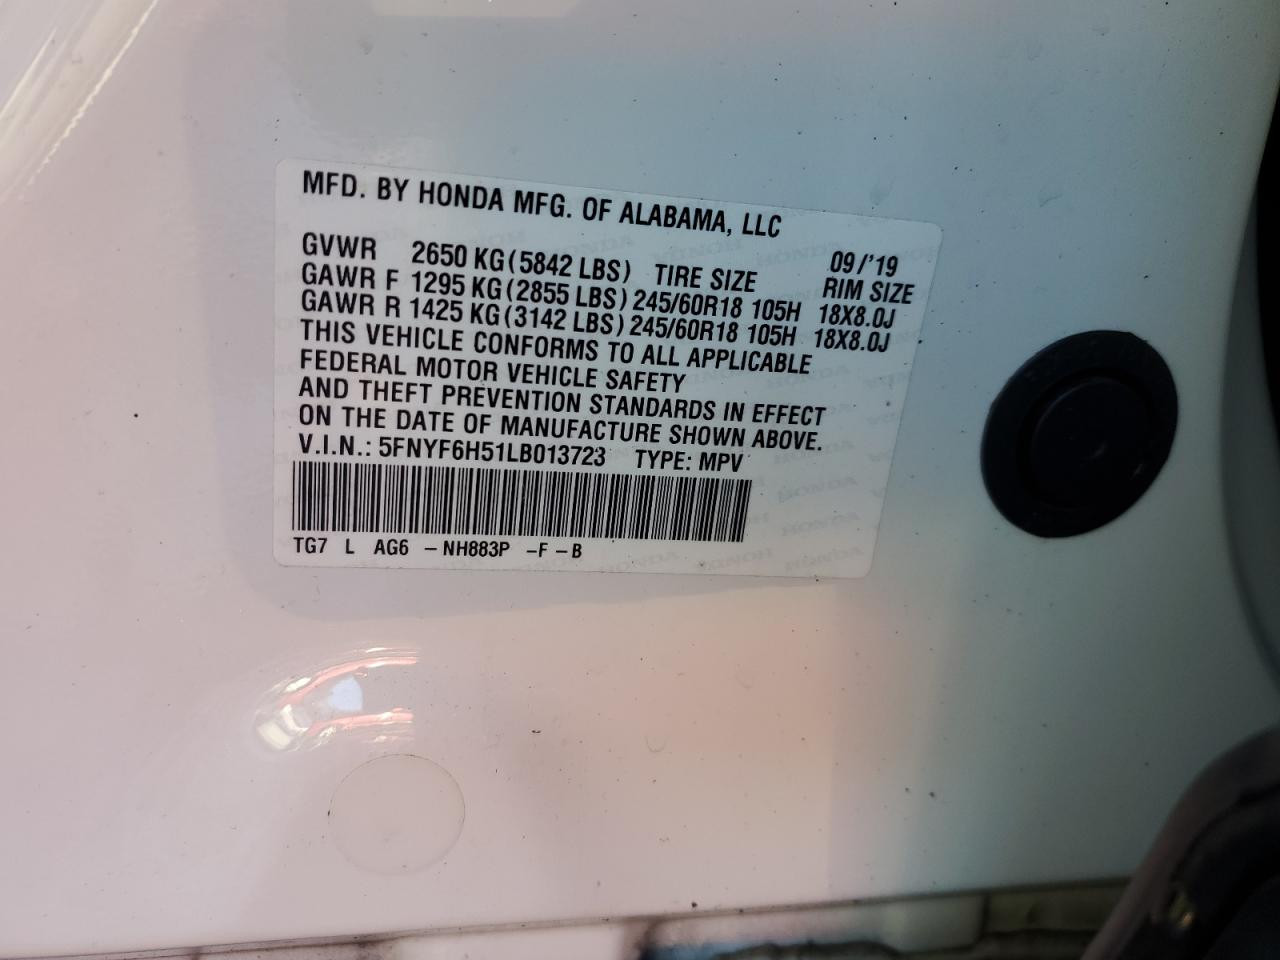 MFD. BY HONDA MFG. OF ALABAMA, LLC
09/'19
GVWR 2650 KG(5842 LBS) TIRE SIZE RIM SIZE
GAWR F 1295 KG(2855 LBS) 245/60R18 105H 18X8.0J
GAWR R 1425 KG(3142 LBS) 245/60R18 105H 18X8.0J
THIS VEHICLE CONFORMS TO ALL APPLICABLE
FEDERAL MOTOR VEHICLE SAFETY
AND THEFT PREVENTION STANDARDS IN EFFECT
ON THE DATE OF MANUFACTURE SHOWN ABOVE.
V.I.N.: 5FNYF6H51LB013723 TYPE: MPV
TG7 L AG6 -NH883P -F -B